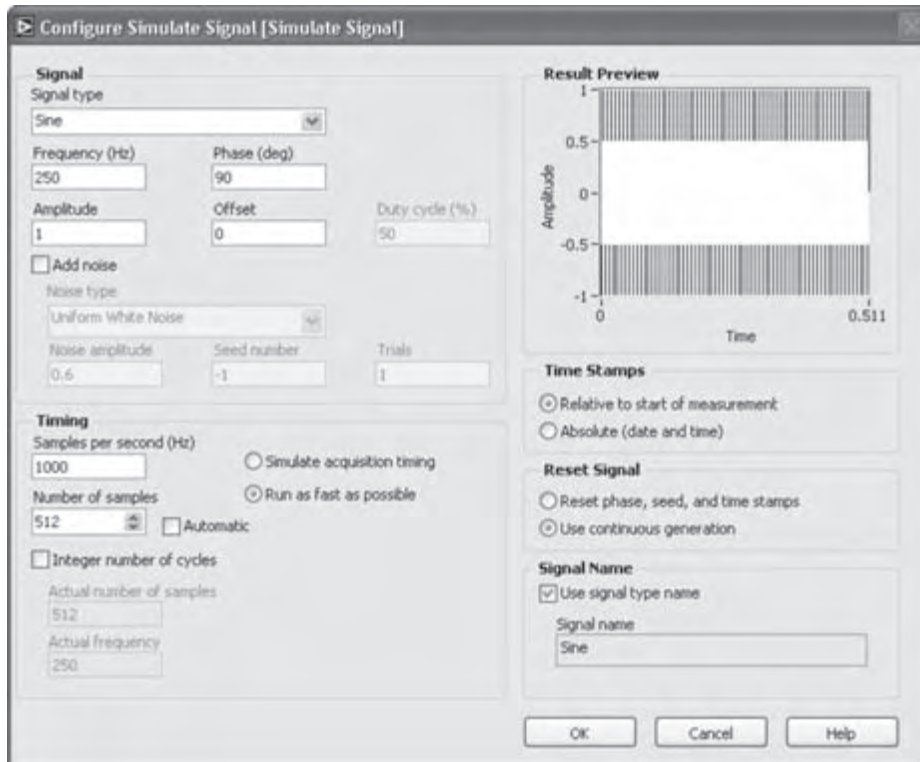 Configure Simulate Signal [Simulate Signal]
Signal
Signal type
Sine
Frequency (Hz)
Phase (deg)
250
90
Amplitude
Offset
Duty cycle (%)
1
0
50
Add noise
Noise type
Uniform White Noise
Noise amplitude
Seed number
Trials
0.6
-1
1
Timing
Samples per second (Hz)
1000
Simulate acquisition timing
Run as fast as possible
Number of samples
512
Automatic
Integer number of cycles
Actual number of samples
512
Actual frequency
250
Result Preview
1
0.5
0
-0.5
-1
Amplitude
0
0.511
Time
Time Stamps
Relative to start of measurement
Absolute (date and time)
Reset Signal
Reset phase, seed, and time stamps
Use continuous generation
Signal Name
Use signal type name
Signal name
Sine
OK
Cancel
Help